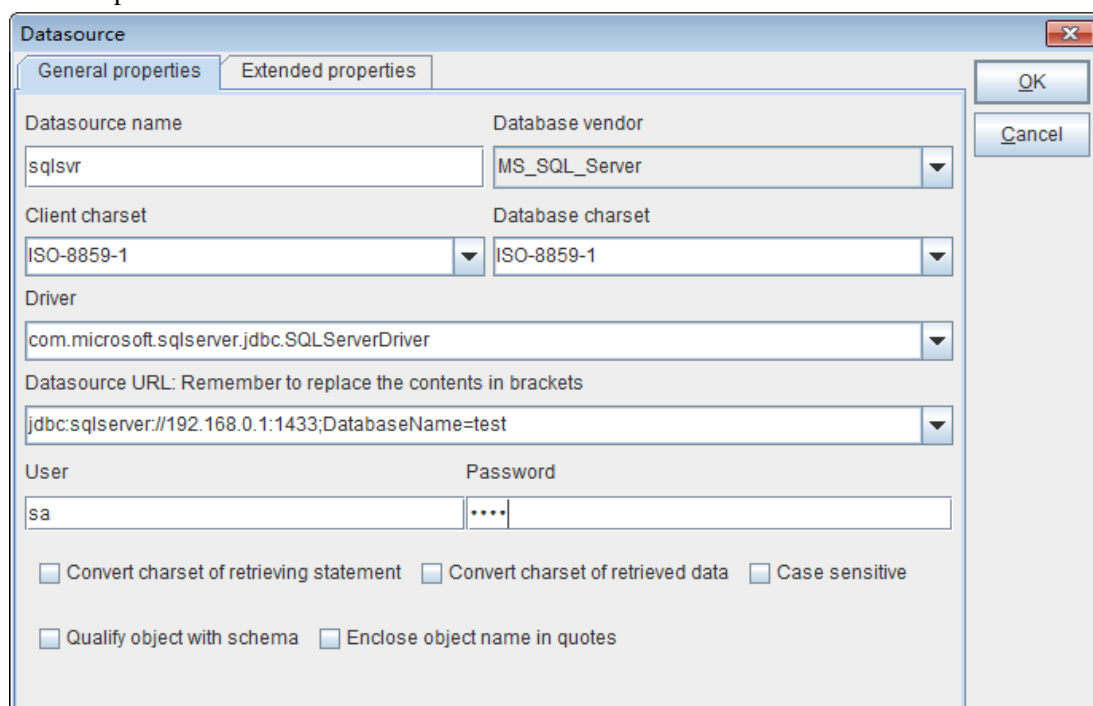 Datasource
General properties Extended properties
OK
Datasource name Database vendor
Cancel
sqlsvr MS_SQL_Server
Client charset Database charset
ISO-8859-1 ISO-8859-1
Driver
com.microsoft.sqlserver.jdbc.SQLServerDriver
Datasource URL: Remember to replace the contents in brackets
jdbc:sqlserver://192.168.0.1:1433;DatabaseName=test
User Password
sa ••••
Convert charset of retrieving statement Convert charset of retrieved data Case sensitive
Qualify object with schema Enclose object name in quotes